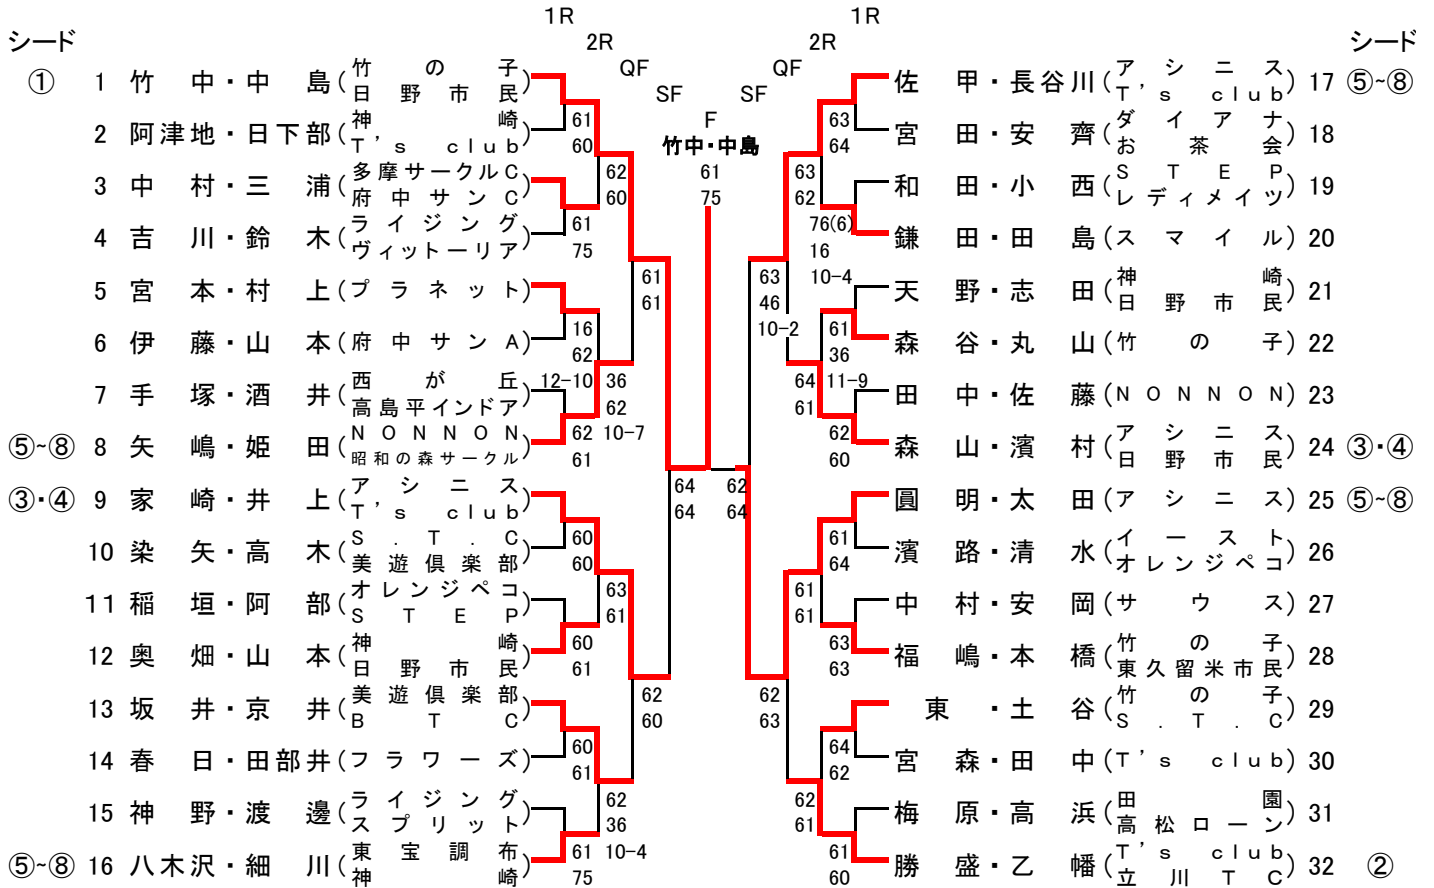 1R 1R
2R 2R
シード QF QF シード
SF SF
F
竹中・中島
61
75
① 1 竹中・中島(竹の子 日野市民)
2 阿津地・日下部(神崎 T's club)
61
60
3 中村・三浦(多摩サークルC 府中サンC)
62
60
4 吉川・鈴木(ライジング ヴィットーリア)
61
75
5 宮本・村上(プラネット)
61
61
6 伊藤・山本(府中サンA)
16
62
12-10
7 手塚・酒井(西が丘 高島平インドア)
36
62
10-7
⑤~⑧ 8 矢嶋・姫田(NONNON 昭和の森サークル)
62
61
③・④ 9 家崎・井上(アシニス T's club)
64
64
10 染矢・高木(S.T.C 美遊倶楽部)
60
60
11 稲垣・阿部(オレンジペコ STEP)
63
61
12 奥畑・山本(神崎 日野市民)
60
61
13 坂井・京井(美遊倶楽部 BTC)
62
60
14 春日・田部井(フラワーズ)
60
61
15 神野・渡邊(ライジング スプリット)
62
36
10-4
⑤~⑧ 16 八木沢・細川(東宝調布 神崎)
61
75
佐甲・長谷川(アシニス T's club) 17 ⑤~⑧
63
64
宮田・安齊(ダイアナ お茶会) 18
63
62
和田・小西(STEP レディメイツ) 19
76(6)
16
10-4
鎌田・田島(スマイル) 20
63
46
10-2
天野・志田(神崎 日野市民) 21
61
36
11-9
森谷・丸山(竹の子) 22
64
61
田中・佐藤(NONNON) 23
62
60
森山・濱村(アシニス 日野市民) 24 ③・④
62
64
圓明・太田(アシニス) 25 ⑤~⑧
61
64
濱路・清水(イースト オレンジペコ) 26
61
61
中村・安岡(サウス) 27
63
63
福嶋・本橋(竹の子 東久留米市民) 28
62
63
東・土谷(竹の子 S.T.C) 29
64
62
宮森・田中(T's club) 30
62
61
梅原・高浜(田園 高松ローン) 31
61
60
勝盛・乙幡(T's club 立川TC) 32 ②